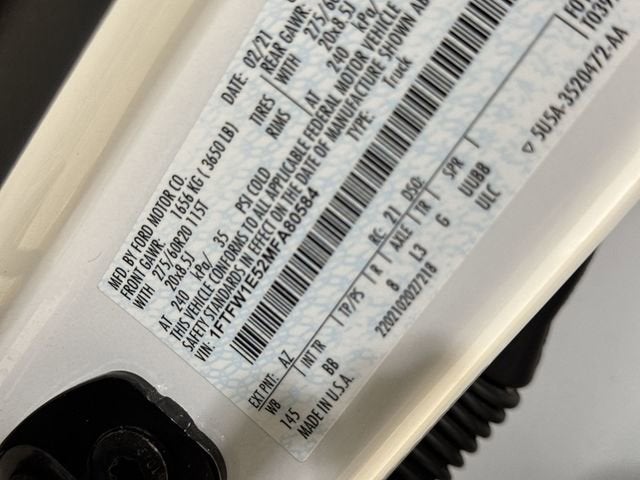 MFD. BY FORD MOTOR CO.
DATE: 02/21
FRONT GAWR: 1656 KG ( 3650 LB)
REAR GAWR:
WITH 275/60R20 115T TIRES
WITH 275/60
20x8.5J RIMS
20x8.5J
AT 240 kPa/ 35 PSI COLD
AT 240 kPa/
THIS VEHICLE CONFORMS TO ALL APPLICABLE FEDERAL MOTOR VEHICLE
SAFETY STANDARDS IN EFFECT ON THE DATE OF MANUFACTURE SHOWN AB
VIN: 1FTFW1E52MFA80584
TYPE: Truck
EXT PNT: AZ RC: 21 DSO:
WB INT TR TP/PS R AXLE TR SPR
145 BB 8 L3 G UUBB
MADE IN U.S.A. 2202102027218 ULC
5U5A-3520472-AA